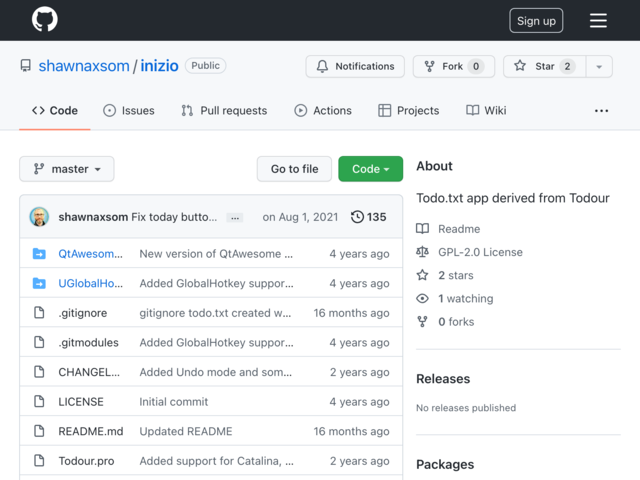 Sign up
shawnaxsom / inizio Public
Notifications Fork 0 Star 2
Code Issues Pull requests Actions Projects Wiki ...
master Go to file Code
shawnaxsom Fix today butto... ... on Aug 1, 2021 135
QtAwesom... New version of QtAwesome ... 4 years ago
UGlobalHo... Added GlobalHotkey suppor... 4 years ago
.gitignore gitignore todo.txt created w... 16 months ago
.gitmodules Added GlobalHotkey suppor... 4 years ago
CHANGEL... Added Undo mode and som... 2 years ago
LICENSE Initial commit 4 years ago
README.md Updated README 16 months ago
Todour.pro Added support for Catalina, ... 2 years ago
About
Todo.txt app derived from Todour
Readme
GPL-2.0 License
2 stars
1 watching
0 forks
Releases
No releases published
Packages